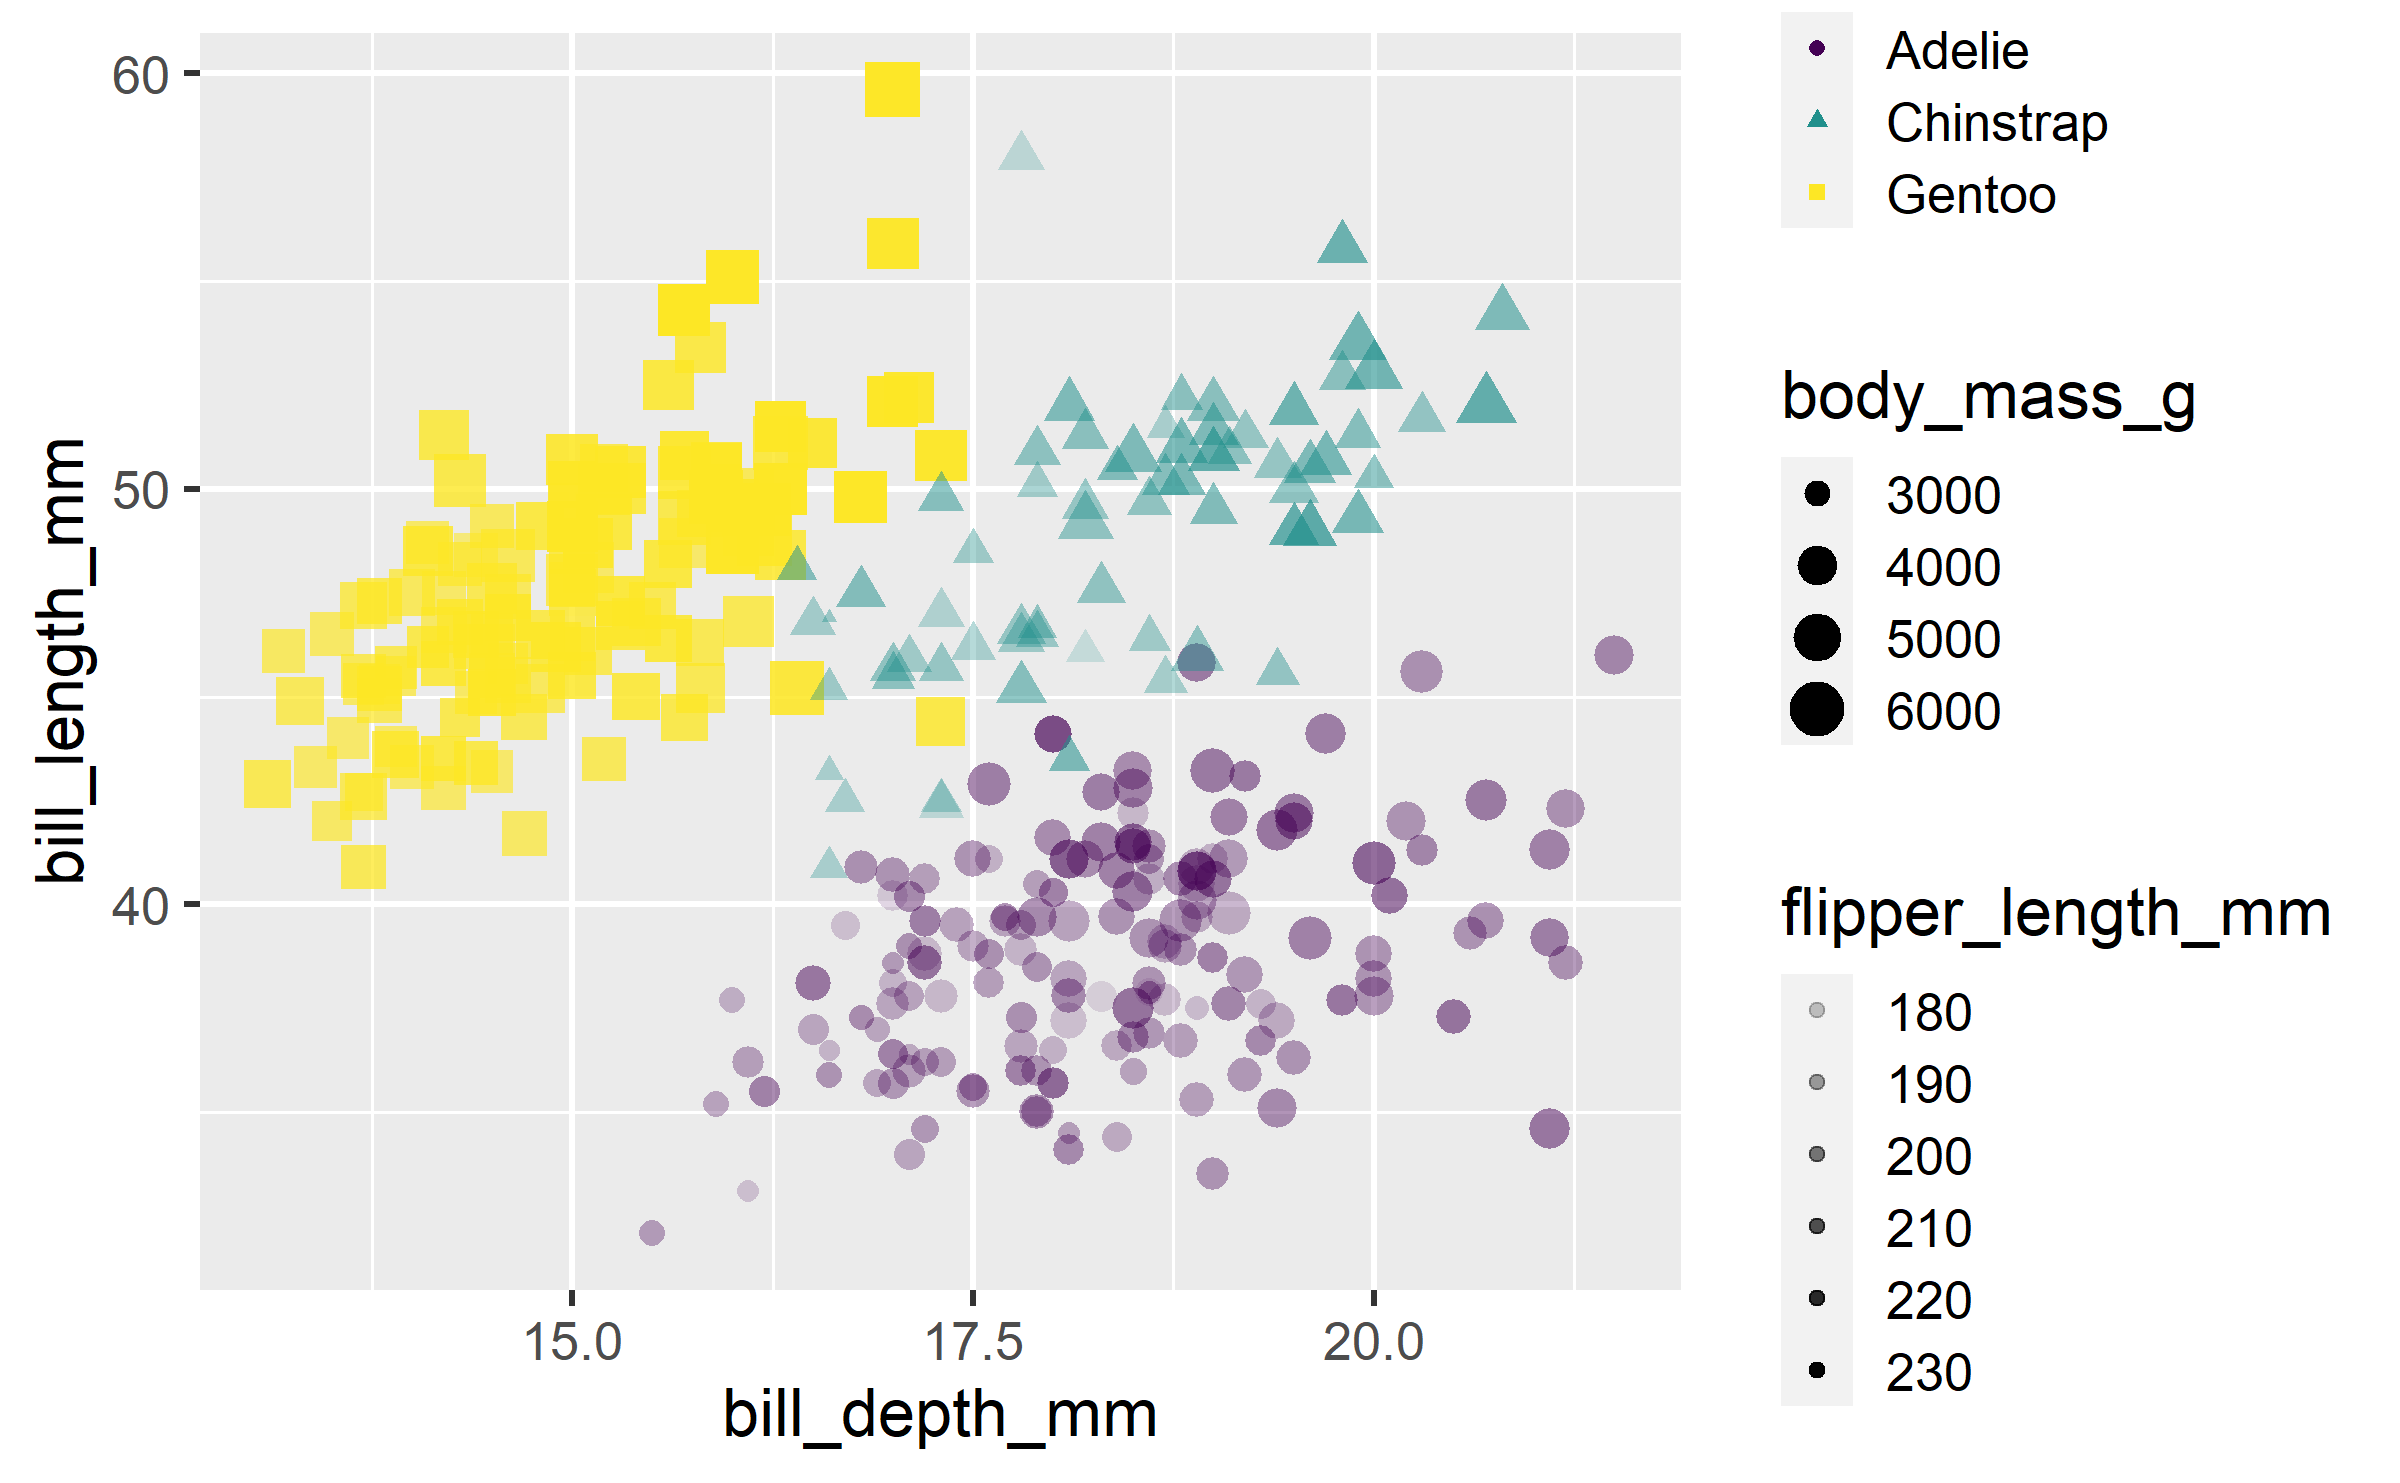 60
50
40
bill_length_mm
15.0
17.5
20.0
bill_depth_mm
Adelie
Chinstrap
Gentoo
body_mass_g
3000
4000
5000
6000
flipper_length_mm
180
190
200
210
220
230